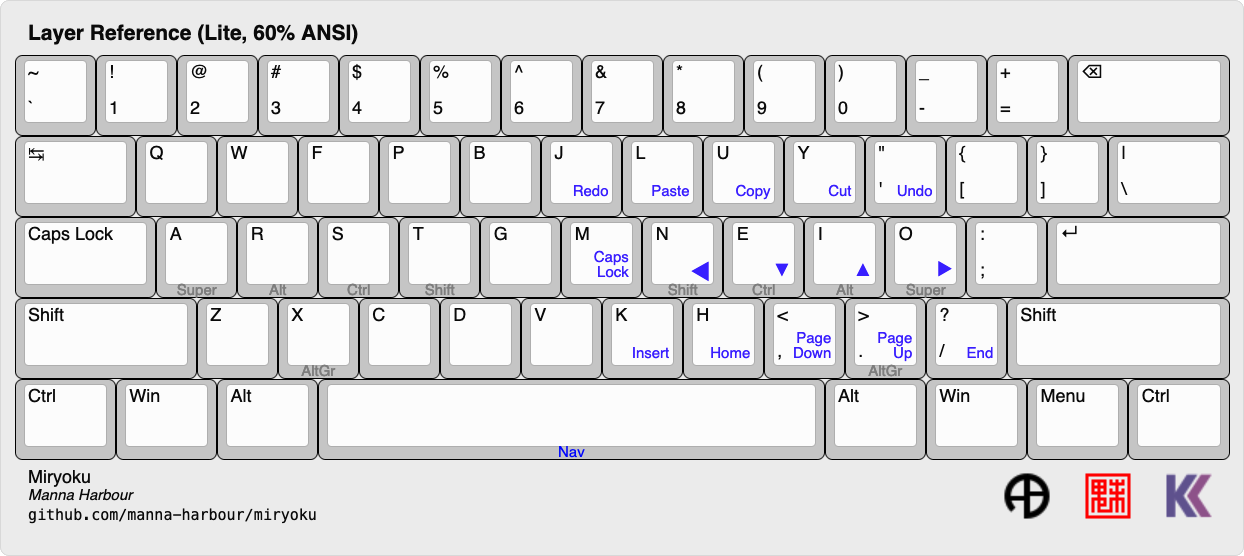 Layer Reference (Lite, 60% ANSI)
~ ! @ # $ % ^ & * ( ) _ + ⌫
` 1 2 3 4 5 6 7 8 9 0 - =
↹ Q W F P B J L U Y " { } |
Redo Paste Copy Cut ' Undo [ ] \
Caps Lock A R S T G M N E I O : ↵
Caps
Lock ◀ ▼ ▲ ▶ ;
Super Alt Ctrl Shift Shift Ctrl Alt Super
Shift Z X C D V K H < > ? Shift
Page Page
Insert Home , Down . Up / End
AltGr AltGr
Ctrl Win Alt Alt Win Menu Ctrl
Nav
Miryoku
Manna Harbour
github.com/manna-harbour/miryoku